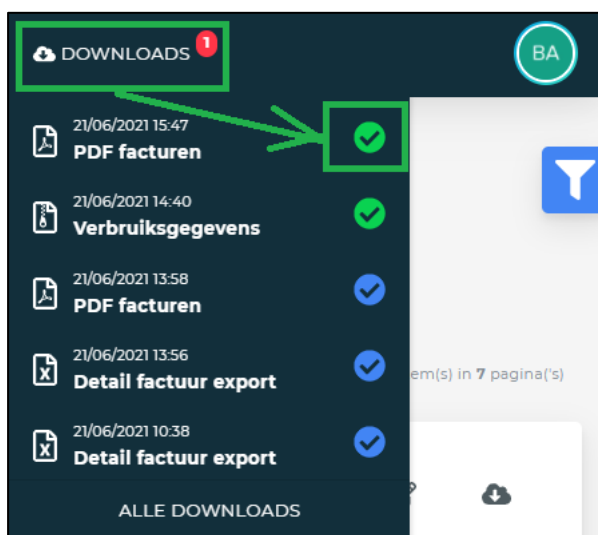 DOWNLOADS 1
BA
21/06/2021 15:47
PDF facturen
21/06/2021 14:40
Verbruiksgegevens
21/06/2021 13:58
PDF facturen
21/06/2021 13:56
Detail factuur export
em(s) in 7 pagina('s)
21/06/2021 10:38
Detail factuur export
ALLE DOWNLOADS